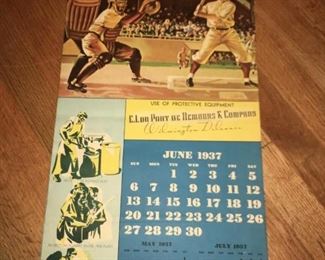 USE OF PROTECTIVE EQUIPMENT
E.I. DU PONT DE NEMOURS & COMPANY
Wilmington Delaware
JUNE 1937
SUN MON TUE WED THU FRI SAT
1 2 3 4 5
6 7 8 9 10 11 12
13 14 15 16 17 18 19
20 21 22 23 24 25 26
27 28 29 30
MAY 1937 JULY 1937